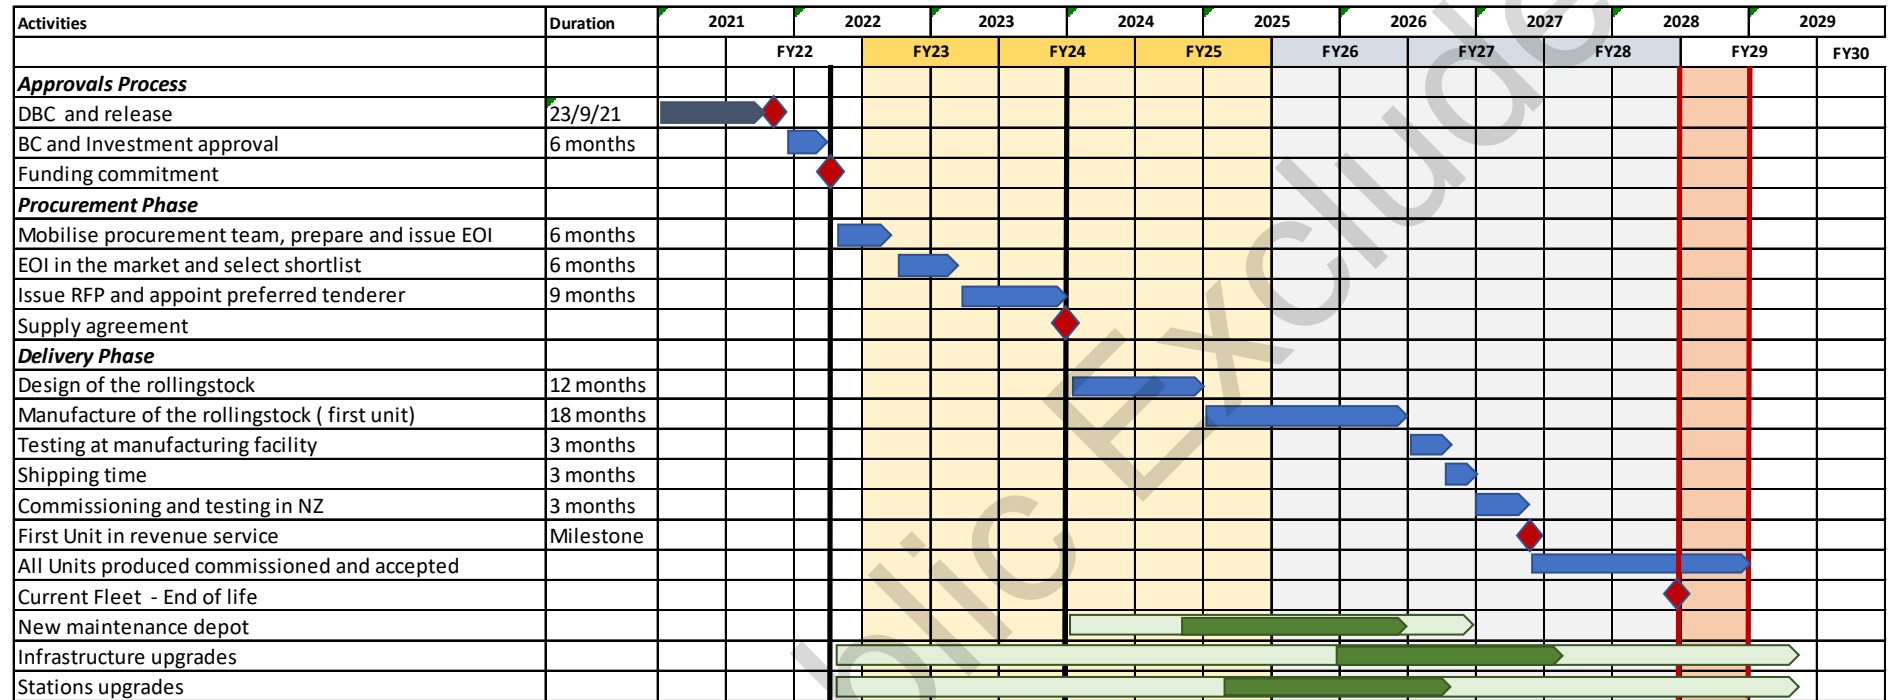 Activities Duration 2021 2022 2023 2024 2025 2026 2027 2028 2029
FY22 FY23 FY24 FY25 FY26 FY27 FY28 FY29 FY30
Approvals Process
DBC and release 23/9/21
BC and Investment approval 6 months
Funding commitment
Procurement Phase
Mobilise procurement team, prepare and issue EOI 6 months
EOI in the market and select shortlist 6 months
Issue RFP and appoint preferred tenderer 9 months
Supply agreement
Delivery Phase
Design of the rollingstock 12 months
Manufacture of the rollingstock ( first unit) 18 months
Testing at manufacturing facility 3 months
Shipping time 3 months
Commissioning and testing in NZ 3 months
First Unit in revenue service Milestone
All Units produced commissioned and accepted
Current Fleet - End of life
New maintenance depot
Infrastructure upgrades
Stations upgrades
blic Exclude